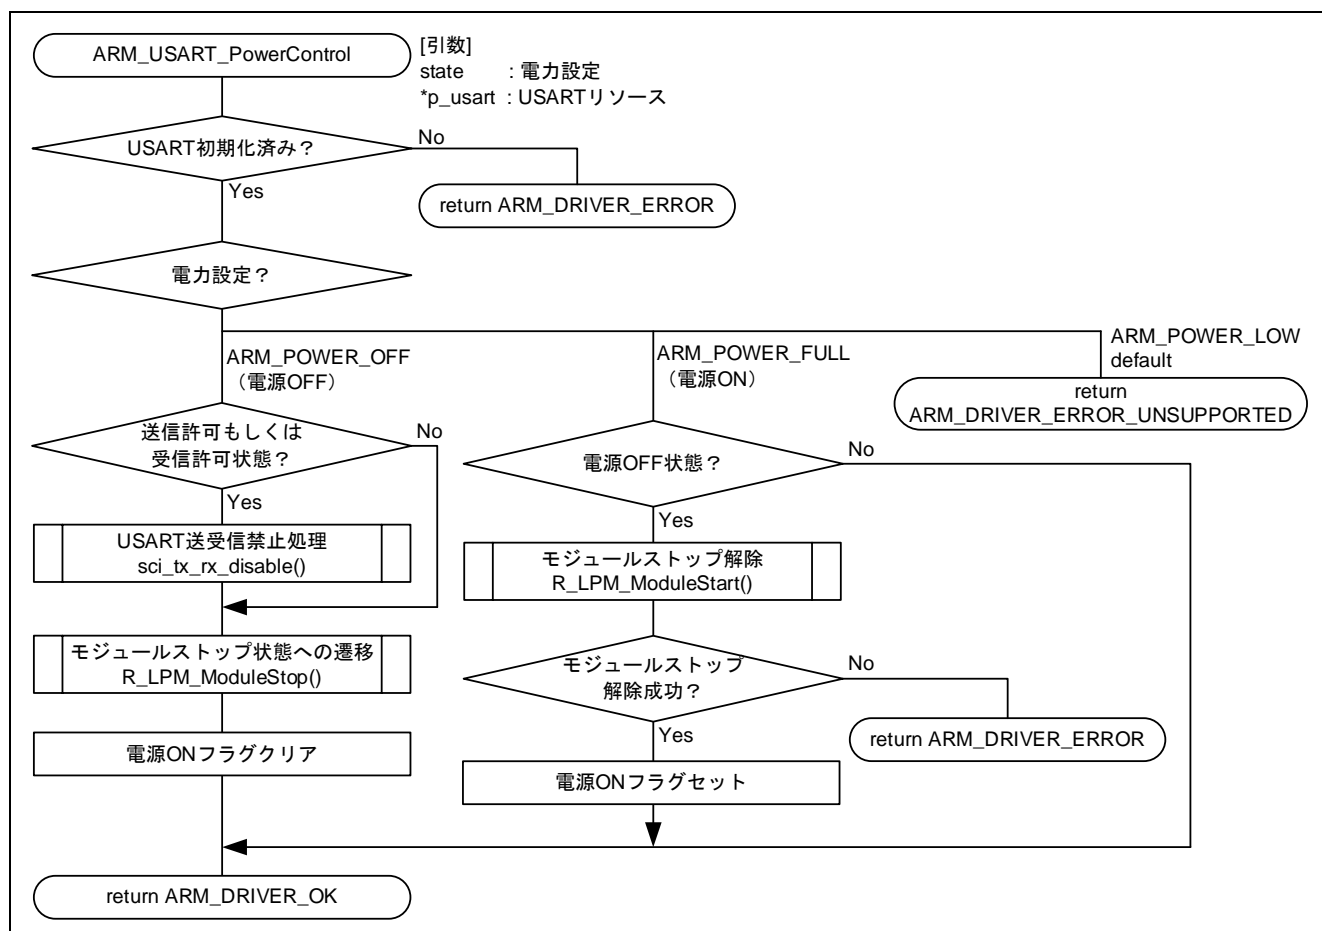 ARM_USART_PowerControl
[引数]
state : 電力設定
*p_usart : USARTリソース
USART初期化済み？
No
Yes
return ARM_DRIVER_ERROR
電力設定？
ARM_POWER_OFF
（電源OFF）
ARM_POWER_FULL
（電源ON）
ARM_POWER_LOW
default
return
ARM_DRIVER_ERROR_UNSUPPORTED
送信許可もしくは
受信許可状態？
No
Yes
電源OFF状態？
No
Yes
USART送受信禁止処理
sci_tx_rx_disable()
モジュールストップ解除
R_LPM_ModuleStart()
モジュールストップ状態への遷移
R_LPM_ModuleStop()
モジュールストップ
解除成功？
No
Yes
return ARM_DRIVER_ERROR
電源ONフラグクリア
電源ONフラグセット
return ARM_DRIVER_OK